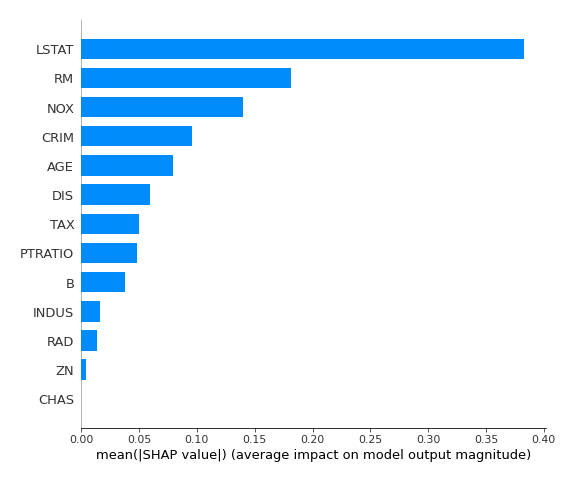 LSTAT
RM
NOX
CRIM
AGE
DIS
TAX
PTRATIO
B
INDUS
RAD
ZN
CHAS
0.00 0.05 0.10 0.15 0.20 0.25 0.30 0.35 0.40
mean(|SHAP value|) (average impact on model output magnitude)